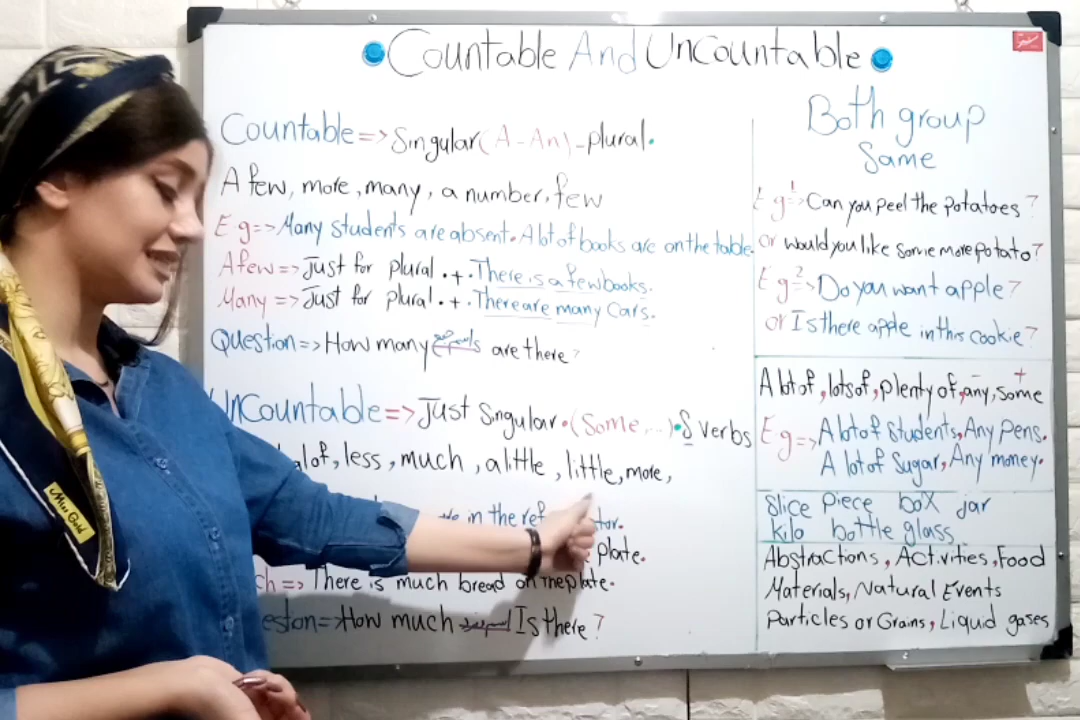 Countable And Uncountable
Countable => Singular (A - An) - plural.
A few, more, many, a number, few
Eg => Many students are absent. A lot of books are on the table.
A few => Just for plural . + . There is a few books.
Many => Just for plural . + . There are many Cars.
Question => How many are there?
Uncountable => Just Singular . (Some ...) . S verbs
less, much, a little, little, more,
in the
plate.
=> There is much bread on the plate.
=> How much Is there?
Both group
Same
Eg 1 => Can you peel the potatoes?
or would you like some more potato?
Eg 2 => Do you want apple?
or Is there apple in this cookie?
A lot of, lots of, plenty of, any, some
Eg => A lot of students, Any pens.
A lot of Sugar, Any money.
Slice piece box jar
kilo bottle glass
Abstractions, Activities, Food
Materials, Natural Events
Particles or Grains, Liquid gases
Miss Gold